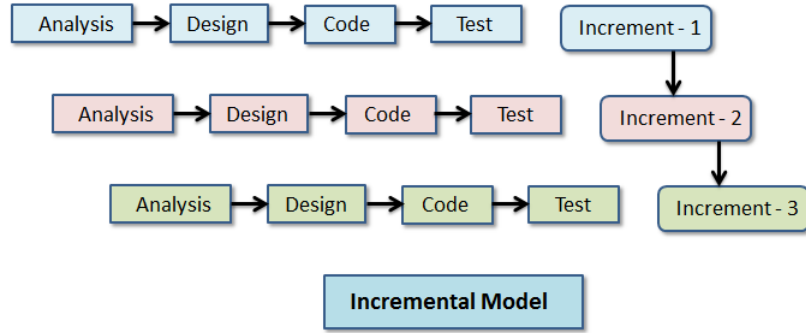 Analysis Design Code Test Increment - 1
Analysis Design Code Test Increment - 2
Analysis Design Code Test Increment - 3
Incremental Model